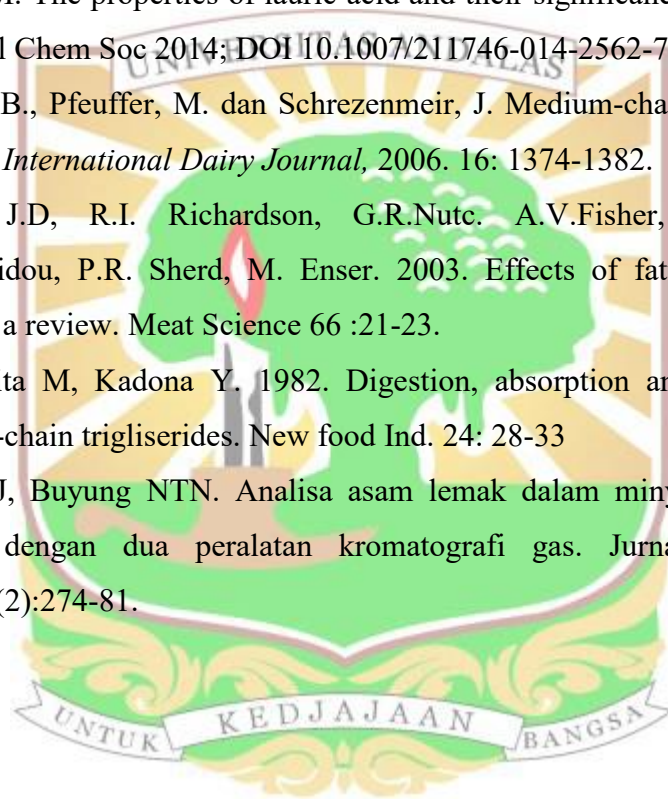 The properties of lauric acid and their significanc
l Chem Soc 2014; DOI 10.1007/211746-014-2562-7
UNIVERSITAS ANDALAS
B., Pfeuffer, M. dan Schrezenmeir, J. Medium-cha
International Dairy Journal, 2006. 16: 1374-1382.
J.D, R.I. Richardson, G.R.Nutc. A.V.Fisher,
idou, P.R. Sherd, M. Enser. 2003. Effects of fat
a review. Meat Science 66 :21-23.
ita M, Kadona Y. 1982. Digestion, absorption an
-chain trigliserides. New food Ind. 24: 28-33
J, Buyung NTN. Analisa asam lemak dalam miny
dengan dua peralatan kromatografi gas. Jurna
(2):274-81.
UNTUK KEDJAJAAN BANGSA